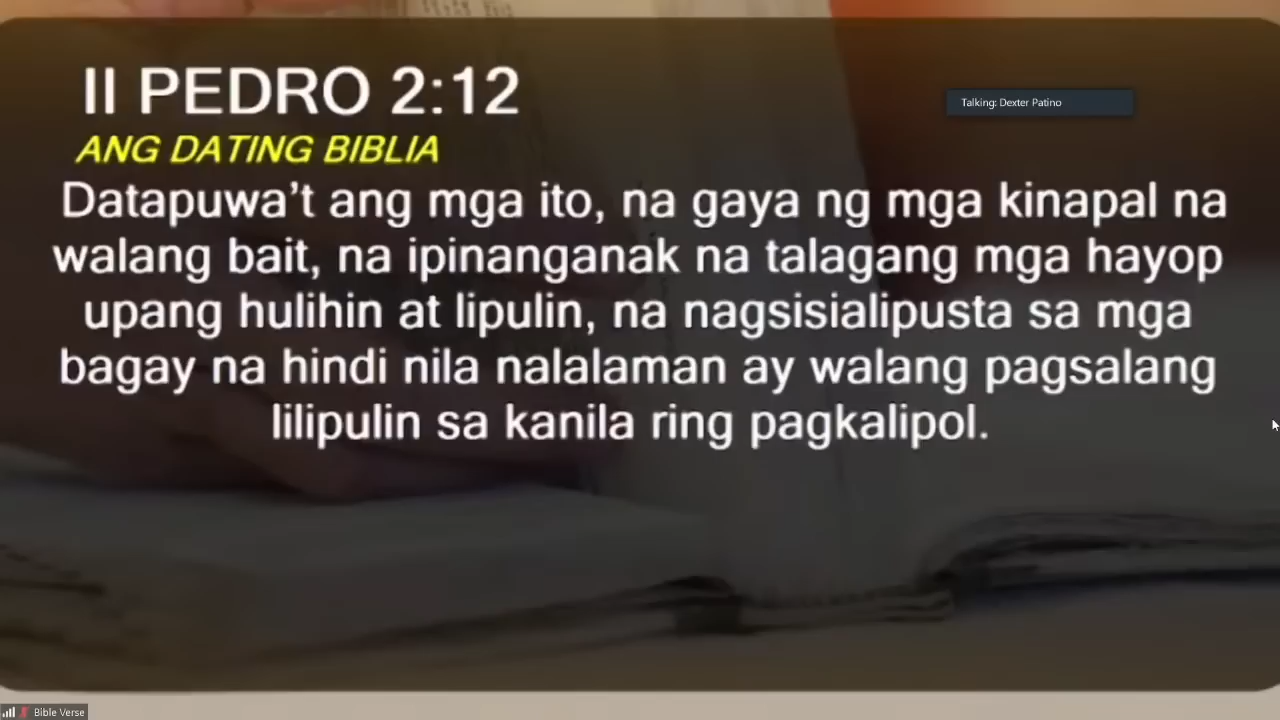 II PEDRO 2:12
Talking: Dexter Patino
ANG DATING BIBLIA
Datapuwa’t ang mga ito, na gaya ng mga kinapal na
walang bait, na ipinanganak na talagang mga hayop
upang hulihin at lipulin, na nagsisialipusta sa mga
bagay na hindi nila nalalaman ay walang pagsalang
lilipulin sa kanila ring pagkalipol.
Bible Verse